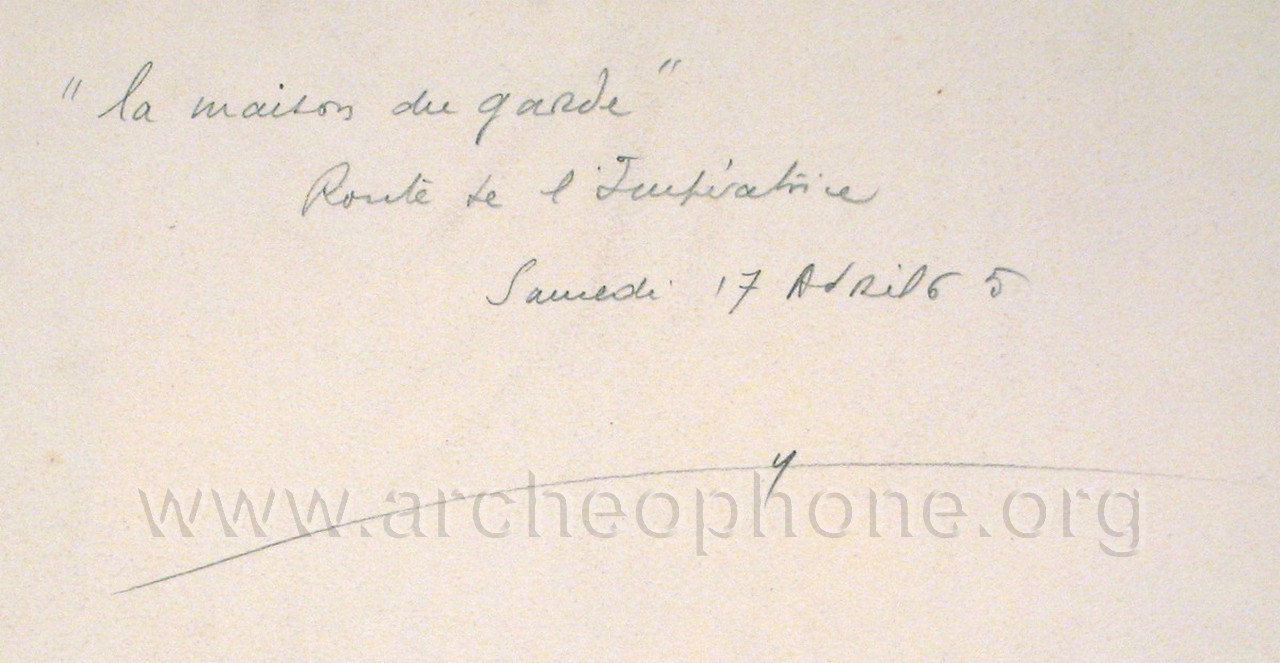 "la maison du garde"
Route de l'Impératrice
Samedi 17 Avril 65
y
www.archeophone.org